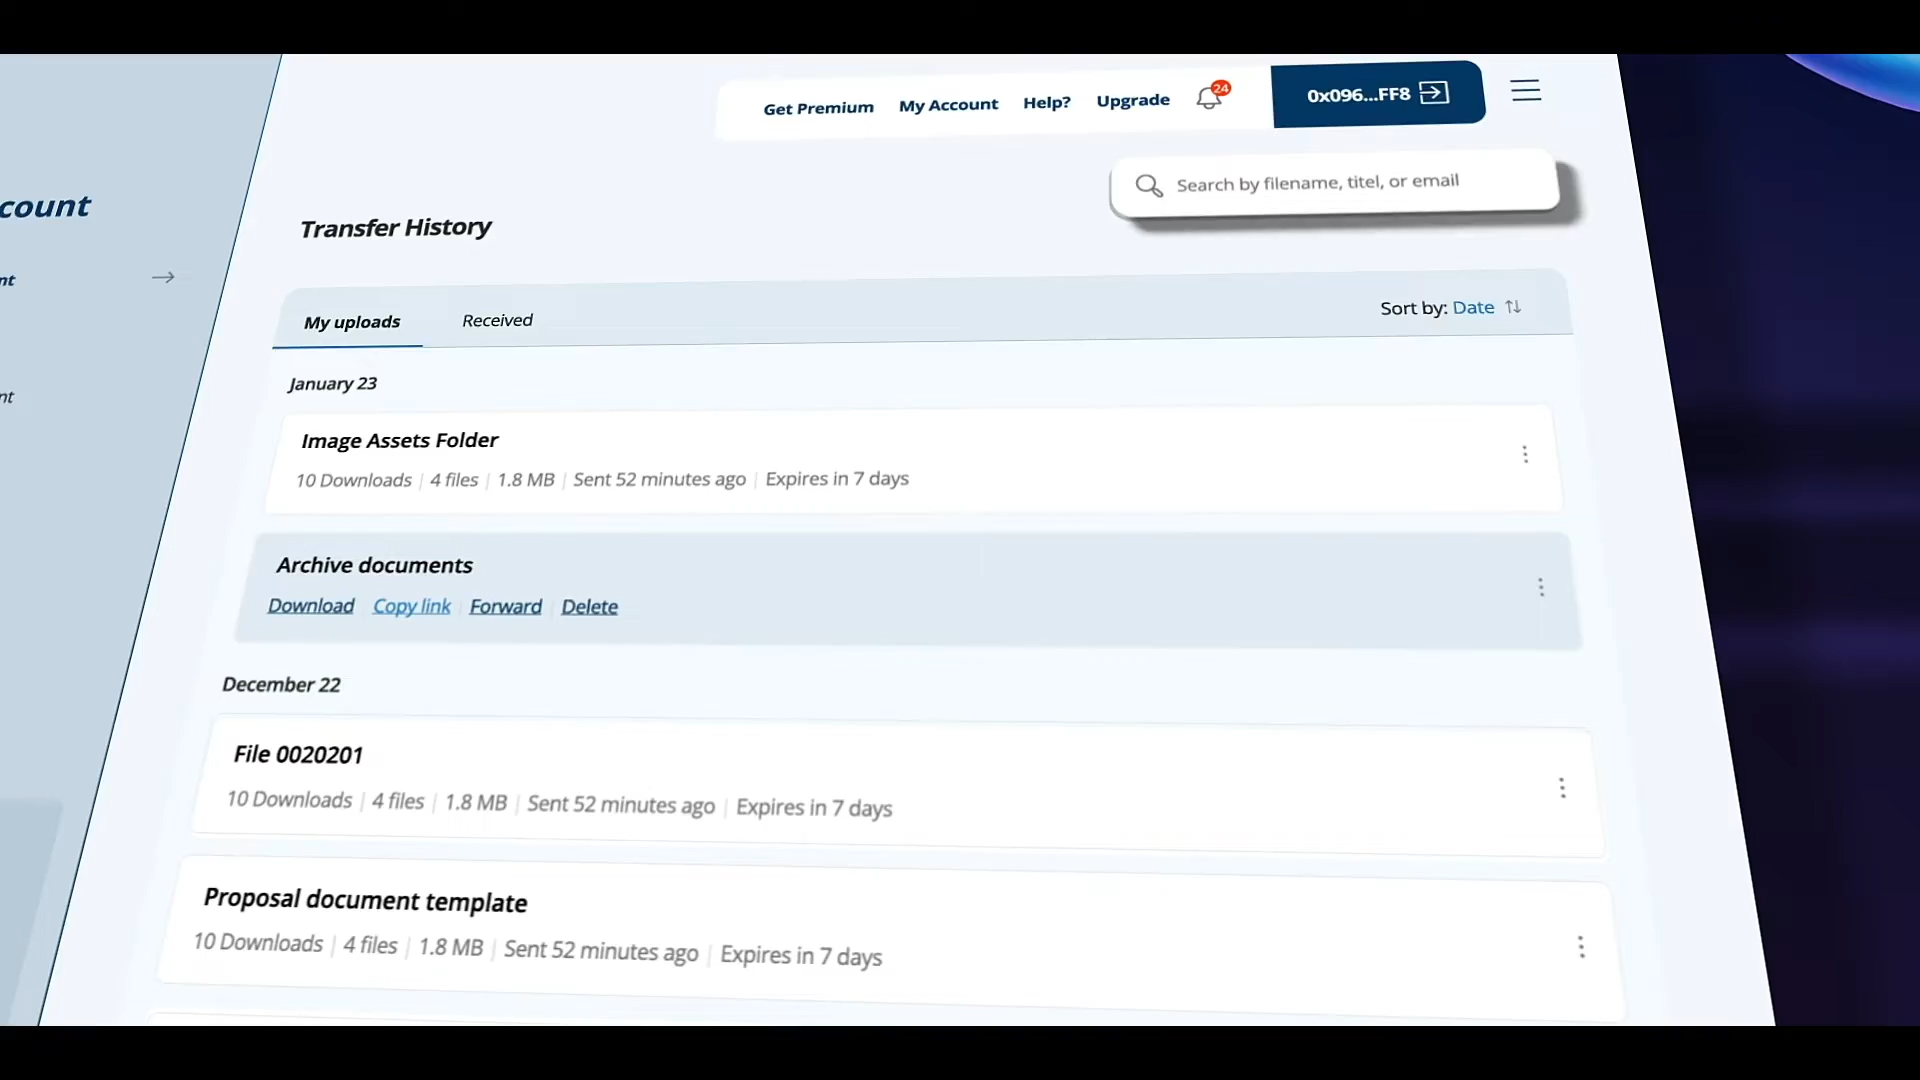 Get Premium My Account Help? Upgrade 24 0x096...FF8
Search by filename, titel, or email
count
Transfer History
nt
My uploads Received Sort by: Date
January 23
nt
Image Assets Folder
10 Downloads | 4 files | 1.8 MB | Sent 52 minutes ago | Expires in 7 days
Archive documents
Download | Copy link | Forward | Delete
December 22
File 0020201
10 Downloads | 4 files | 1.8 MB | Sent 52 minutes ago | Expires in 7 days
Proposal document template
10 Downloads | 4 files | 1.8 MB | Sent 52 minutes ago | Expires in 7 days